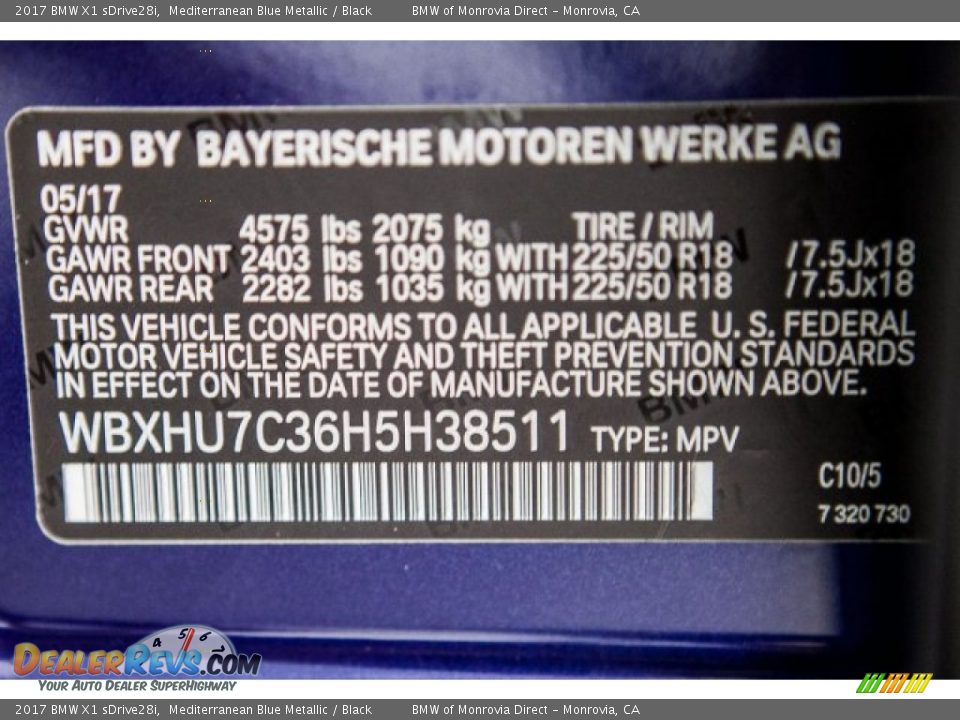 2017 BMW X1 sDrive28i, Mediterranean Blue Metallic / Black BMW of Monrovia Direct – Monrovia, CA
MFD BY BAYERISCHE MOTOREN WERKE AG
05/17
GVWR 4575 lbs 2075 kg TIRE / RIM
GAWR FRONT 2403 lbs 1090 kg WITH 225/50 R18 /7.5Jx18
GAWR REAR 2282 lbs 1035 kg WITH 225/50 R18 /7.5Jx18
THIS VEHICLE CONFORMS TO ALL APPLICABLE U. S. FEDERAL
MOTOR VEHICLE SAFETY AND THEFT PREVENTION STANDARDS
IN EFFECT ON THE DATE OF MANUFACTURE SHOWN ABOVE.
WBXHU7C36H5H38511 TYPE: MPV
C10/5
7 320 730
4 5 6
DEALERREVS.COM
YOUR AUTO DEALER SUPERHIGHWAY
2017 BMW X1 sDrive28i, Mediterranean Blue Metallic / Black BMW of Monrovia Direct – Monrovia, CA